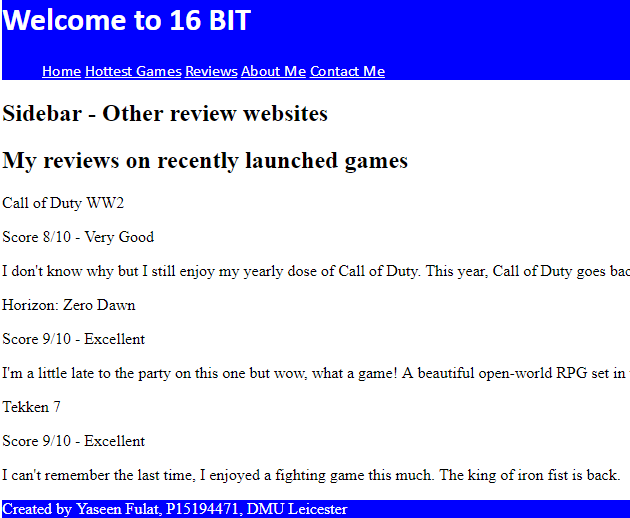 Welcome to 16 BIT
Home Hottest Games Reviews About Me Contact Me
Sidebar - Other review websites
My reviews on recently launched games
Call of Duty WW2
Score 8/10 - Very Good
I don't know why but I still enjoy my yearly dose of Call of Duty. This year, Call of Duty goes bac
Horizon: Zero Dawn
Score 9/10 - Excellent
I'm a little late to the party on this one but wow, what a game! A beautiful open-world RPG set in
Tekken 7
Score 9/10 - Excellent
I can't remember the last time, I enjoyed a fighting game this much. The king of iron fist is back.
Created by Yaseen Fulat, P15194471, DMU Leicester